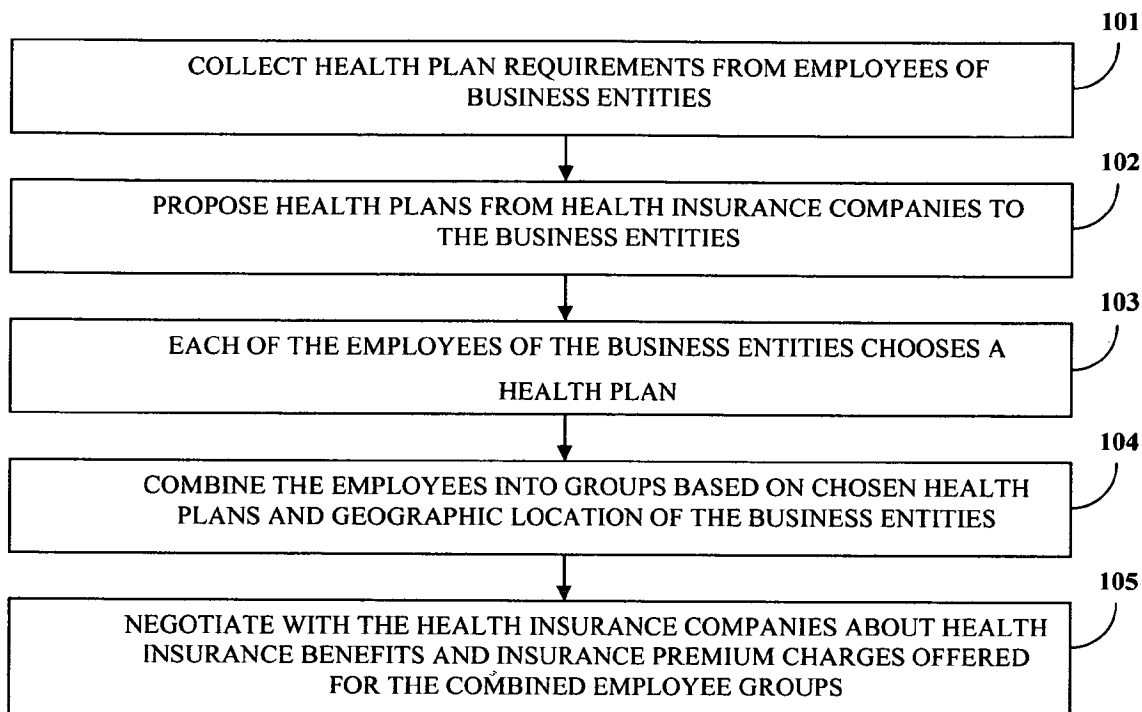 101
COLLECT HEALTH PLAN REQUIREMENTS FROM EMPLOYEES OF
BUSINESS ENTITIES
102
PROPOSE HEALTH PLANS FROM HEALTH INSURANCE COMPANIES TO
THE BUSINESS ENTITIES
103
EACH OF THE EMPLOYEES OF THE BUSINESS ENTITIES CHOOSES A
HEALTH PLAN
104
COMBINE THE EMPLOYEES INTO GROUPS BASED ON CHOSEN HEALTH
PLANS AND GEOGRAPHIC LOCATION OF THE BUSINESS ENTITIES
105
NEGOTIATE WITH THE HEALTH INSURANCE COMPANIES ABOUT HEALTH
INSURANCE BENEFITS AND INSURANCE PREMIUM CHARGES OFFERED
FOR THE COMBINED EMPLOYEE GROUPS